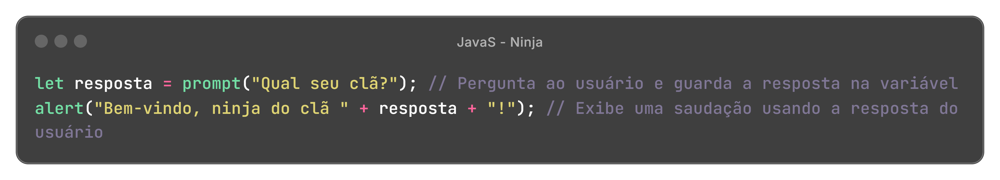 JavaS - Ninja
let resposta = prompt("Qual seu clã?"); // Pergunta ao usuário e guarda a resposta na variável
alert("Bem-vindo, ninja do clã " + resposta + "!"); // Exibe uma saudação usando a resposta do
usuário